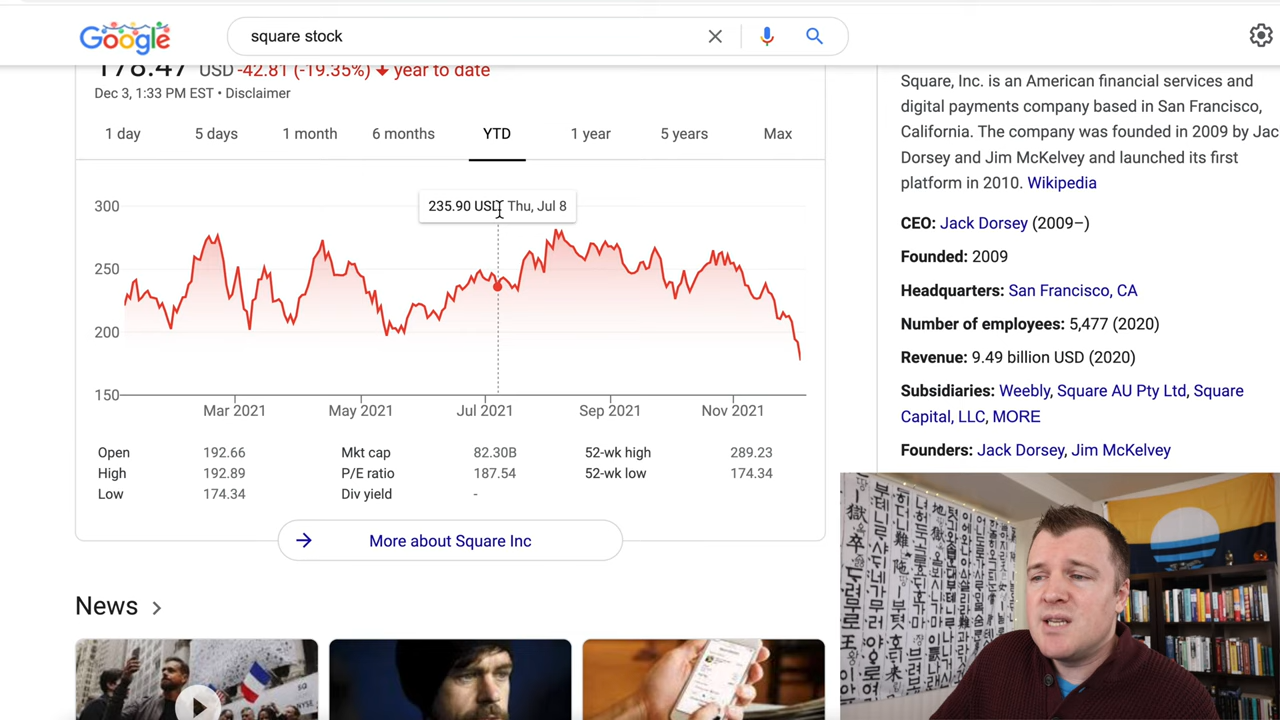 Google
square stock
178.47 USD -42.81 (-19.35%) year to date
Dec 3, 1:33 PM EST • Disclaimer
1 day 5 days 1 month 6 months YTD 1 year 5 years Max
235.90 USD Thu, Jul 8
300
250
200
150
Mar 2021 May 2021 Jul 2021 Sep 2021 Nov 2021
Open 192.66 Mkt cap 82.30B 52-wk high 289.23
High 192.89 P/E ratio 187.54 52-wk low 174.34
Low 174.34 Div yield -
More about Square Inc
News
Square, Inc. is an American financial services and
digital payments company based in San Francisco,
California. The company was founded in 2009 by Jac
Dorsey and Jim McKelvey and launched its first
platform in 2010. Wikipedia
CEO: Jack Dorsey (2009–)
Founded: 2009
Headquarters: San Francisco, CA
Number of employees: 5,477 (2020)
Revenue: 9.49 billion USD (2020)
Subsidiaries: Weebly, Square AU Pty Ltd, Square
Capital, LLC, MORE
Founders: Jack Dorsey, Jim McKelvey